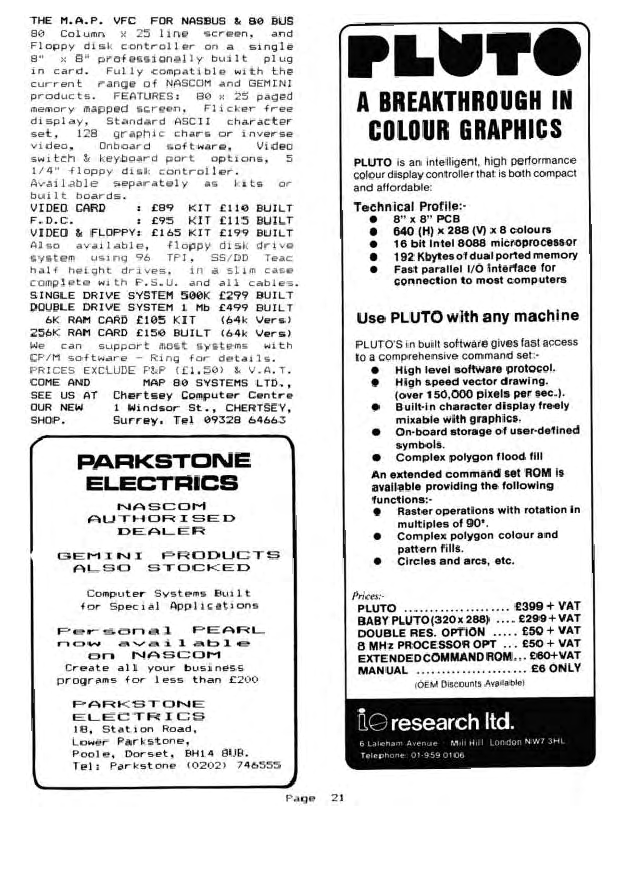 THE M.A.P. VFC FOR NASBUS & 80 BUS
80 Column x 25 line screen, and
Floppy disk controller on a single
8" x 8" professionally built plug
in card. Fully compatible with the
current range of NASCOM and GEMINI
products. FEATURES: 80 x 25 paged
memory mapped screen, Flicker free
display, Standard ASCII character
set, 128 graphic chars or inverse
video, Onboard software, Video
switch & keyboard port options, 5
1/4" floppy disk controller.
Available separately as kits or
built boards.
VIDEO CARD : £89 KIT £110 BUILT
F.D.C. : £95 KIT £115 BUILT
VIDEO & FLOPPY: £165 KIT £199 BUILT
Also available, floppy disk drive
system using 96 TPI, SS/DD Teac
half height drives, in a slim case
complete with P.S.U. and all cables.
SINGLE DRIVE SYSTEM 500K £299 BUILT
DOUBLE DRIVE SYSTEM 1 Mb £499 BUILT
6K RAM CARD £105 KIT (64k Vers)
256K RAM CARD £150 BUILT (64k Vers)
We can support most systems with
CP/M software - Ring for details.
PRICES EXCLUDE P&P (£1.50) & V.A.T.
COME AND MAP 80 SYSTEMS LTD.,
SEE US AT Chertsey Computer Centre
OUR NEW 1 Windsor St., CHERTSEY,
SHOP. Surrey. Tel 09328 64663
PARKSTONE
ELECTRICS
NASCOM
AUTHORISED
DEALER
GEMINI PRODUCTS
ALSO STOCKED
Computer Systems Built
for Special Applications
Personal PEARL
now available
on NASCOM
Create all your business
programs for less than £200
PARKSTONE
ELECTRICS
18, Station Road,
Lower Parkstone,
Poole, Dorset, BH14 8UB.
Tel: Parkstone (0202) 746555
PLUTO
A BREAKTHROUGH IN
COLOUR GRAPHICS
PLUTO is an intelligent, high performance
colour display controller that is both compact
and affordable:
Technical Profile:-
● 8" x 8" PCB
● 640 (H) x 288 (V) x 8 colours
● 16 bit Intel 8088 microprocessor
● 192 Kbytes of dual ported memory
● Fast parallel I/O interface for
connection to most computers
Use PLUTO with any machine
PLUTO'S in built software gives fast access
to a comprehensive command set:-
● High level software protocol.
● High speed vector drawing.
(over 150,000 pixels per sec.).
● Built-in character display freely
mixable with graphics.
● On-board storage of user-defined
symbols.
● Complex polygon flood fill
An extended command set ROM is
available providing the following
functions:-
● Raster operations with rotation in
multiples of 90°.
● Complex polygon colour and
pattern fills.
● Circles and arcs, etc.
Prices:-
PLUTO .................... £399 + VAT
BABY PLUTO (320 x 288) .... £299 + VAT
DOUBLE RES. OPTION ..... £50 + VAT
8 MHz PROCESSOR OPT ... £50 + VAT
EXTENDED COMMAND ROM... £60+VAT
MANUAL ...................... £6 ONLY
(OEM Discounts Available)
io research ltd.
6 Laleham Avenue Mill Hill London NW7 3HL
Telephone: 01-959 0106
Page 21